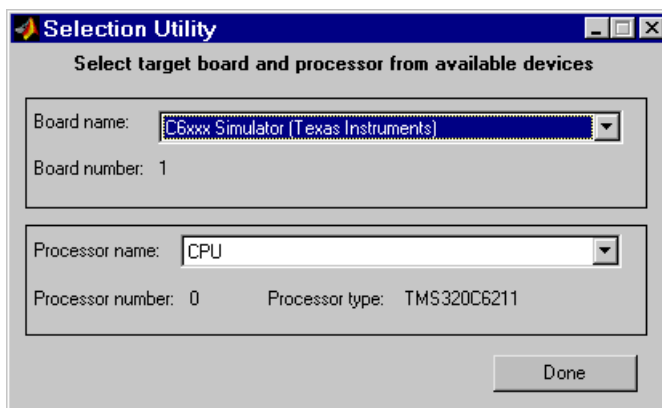 Selection Utility
Select target board and processor from available devices
Board name: C6xxx Simulator (Texas Instruments)
Board number: 1
Processor name: CPU
Processor number: 0 Processor type: TMS320C6211
Done